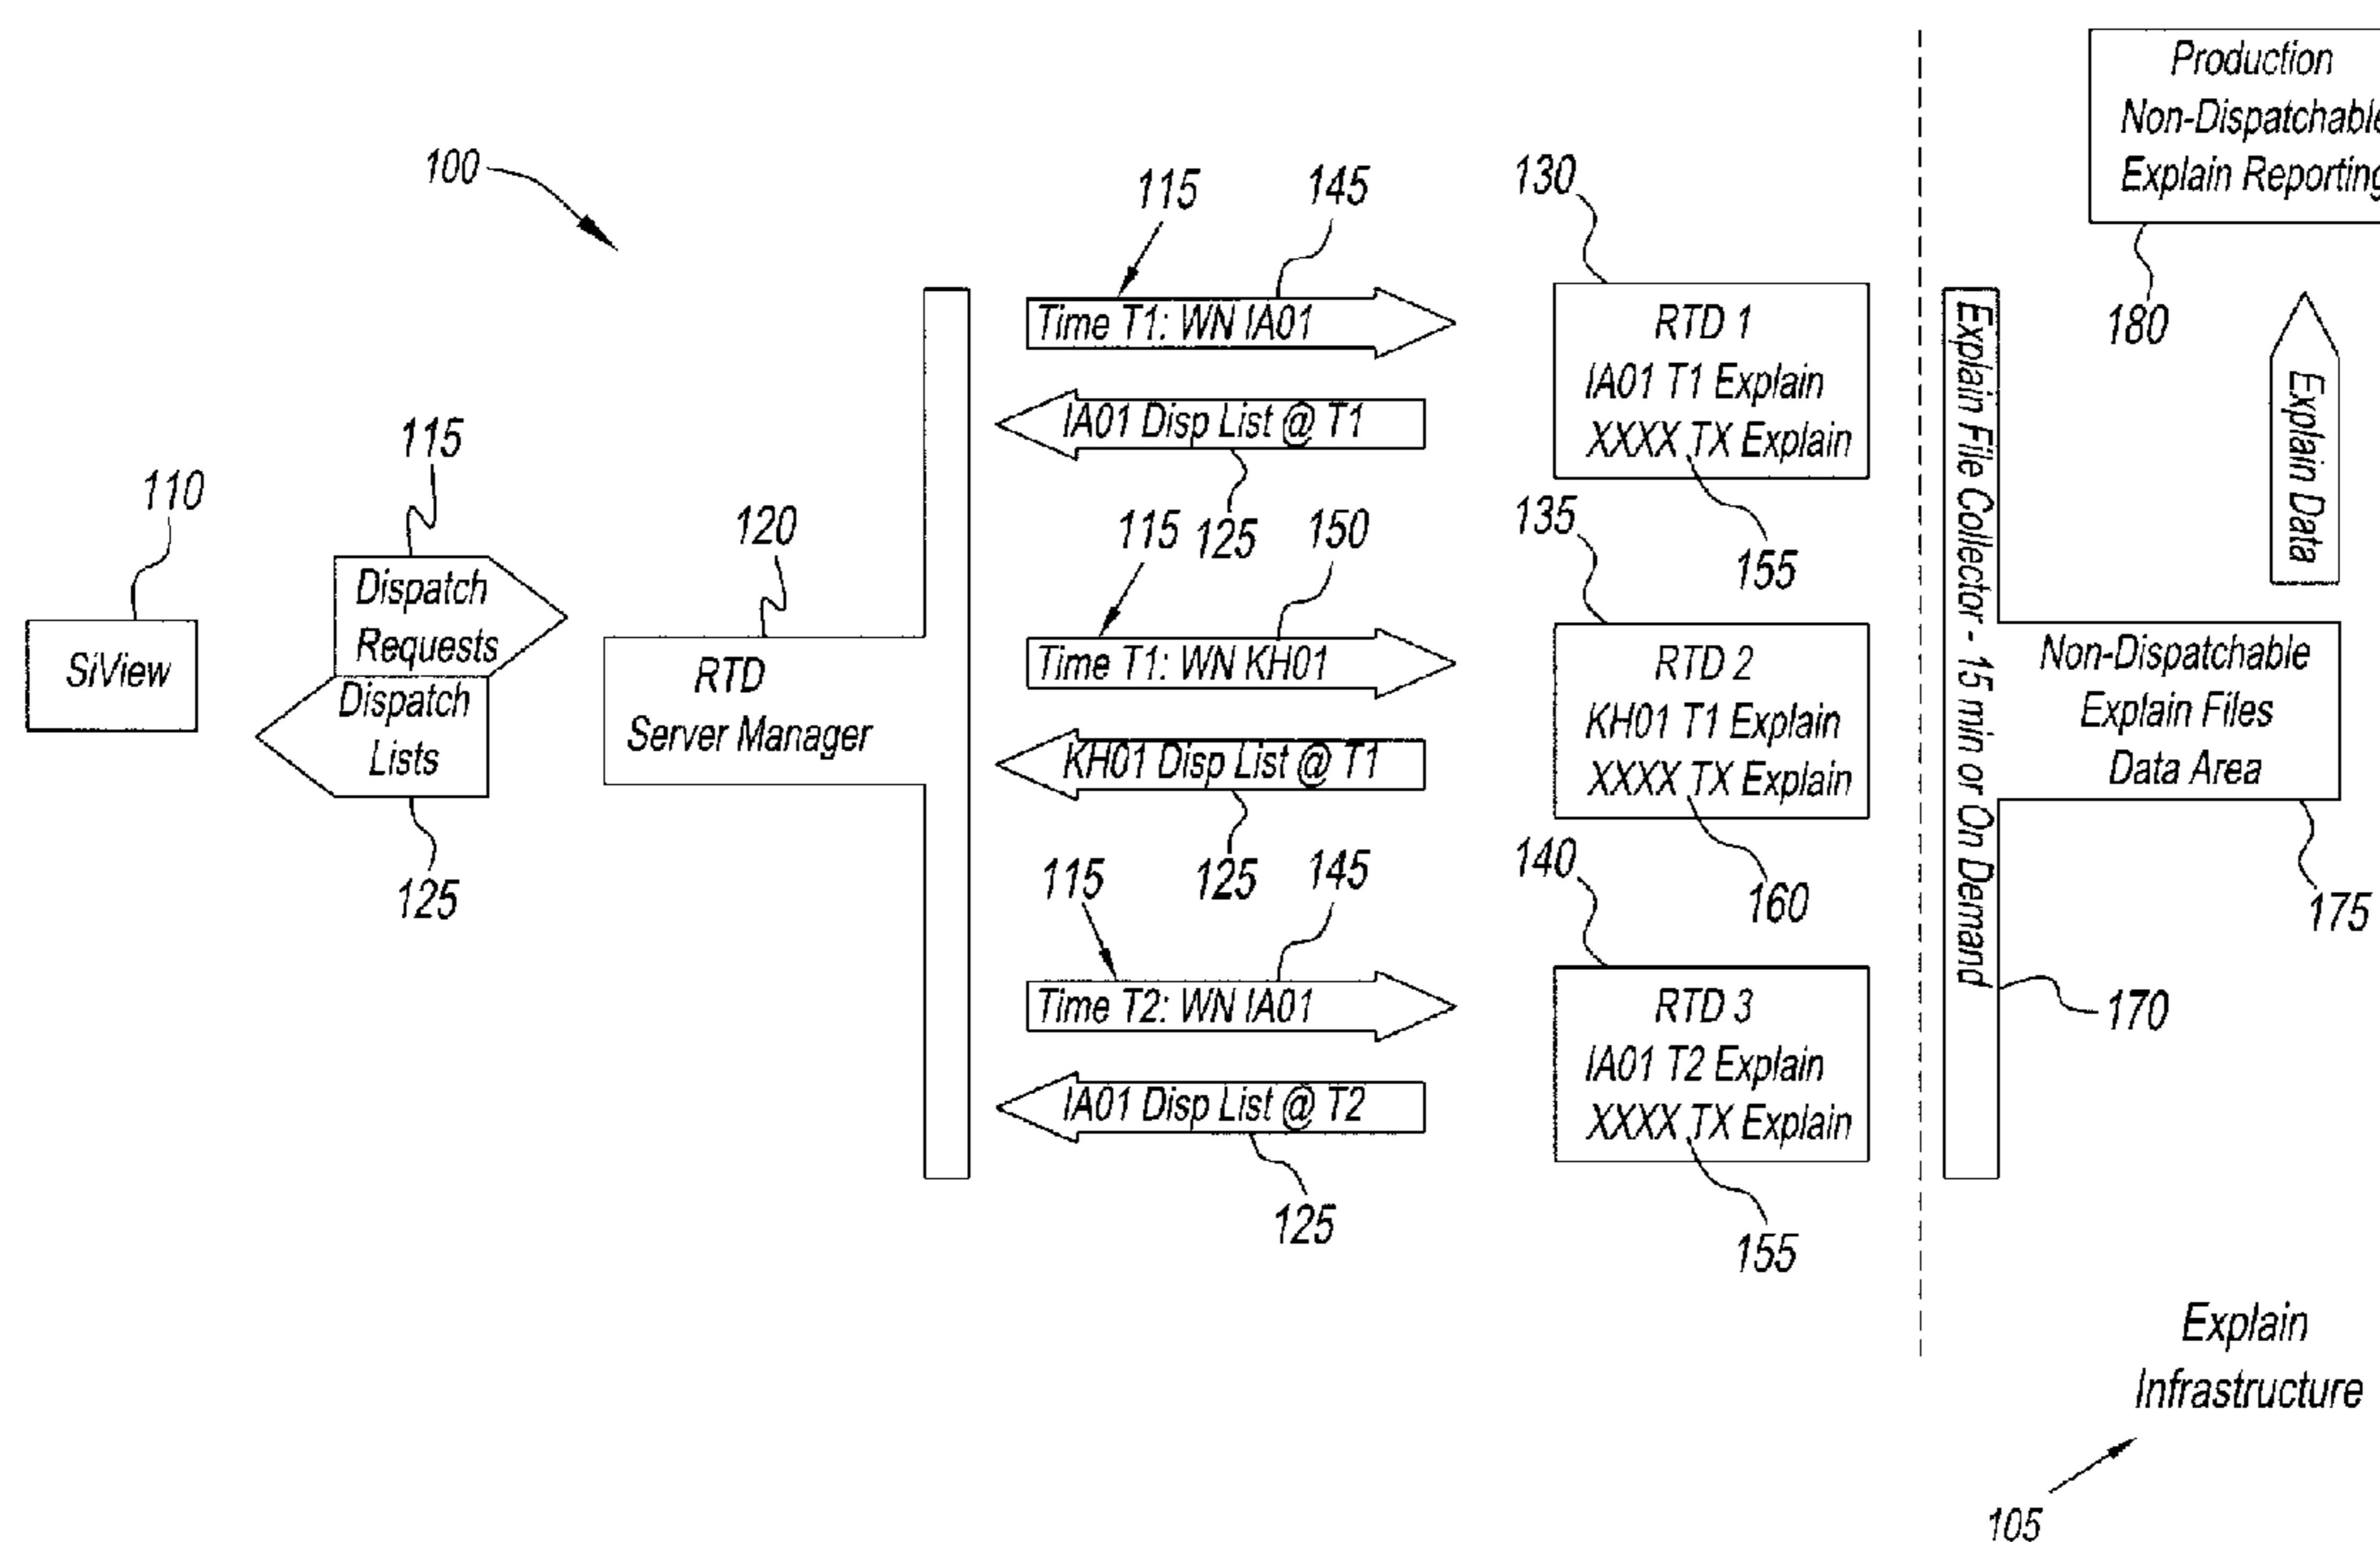 100
110
SiView
115
Dispatch
Requests
Dispatch
Lists
125
120
RTD
Server Manager
115
145
Time T1: WN IA01
IA01 Disp List @ T1
125
115
150
Time T1: WN KH01
KH01 Disp List @ T1
125
115
145
Time T2: WN IA01
IA01 Disp List @ T2
125
130
RTD 1
IA01 T1 Explain
XXXX TX Explain
155
135
RTD 2
KH01 T1 Explain
XXXX TX Explain
160
140
RTD 3
IA01 T2 Explain
XXXX TX Explain
155
Production
Non-Dispatchable
Explain Reporting
180
Explain Data
Explain File Collector - 15 min or On Demand
Non-Dispatchable
Explain Files
Data Area
175
170
Explain
Infrastructure
105